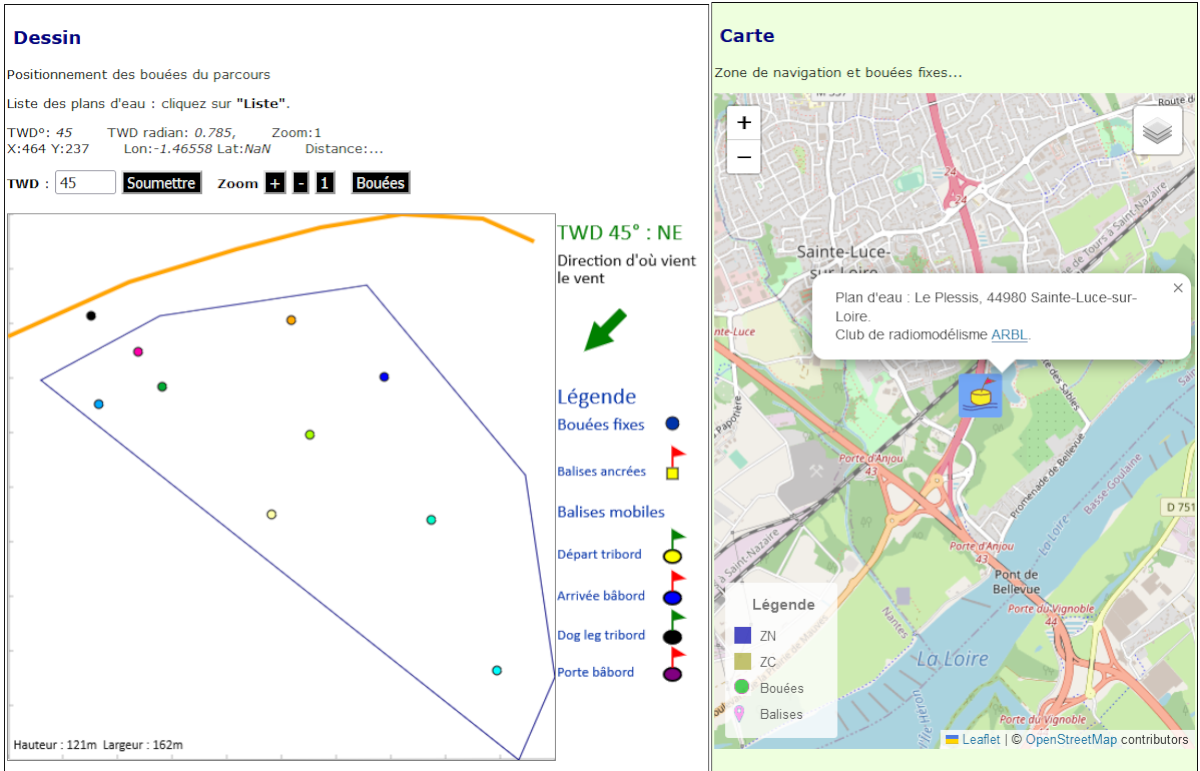 Dessin
Positionnement des bouées du parcours
Liste des plans d'eau : cliquez sur "Liste".
TWD°: 45 TWD radian: 0.785, Zoom:1
X:464 Y:237 Lon:-1.46558 Lat:NaN Distance:...
TWD : 45 Soumettre Zoom + - 1 Bouées
TWD 45° : NE
Direction d'où vient
le vent
Légende
Bouées fixes
Balises ancrées
Balises mobiles
Départ tribord
Arrivée bâbord
Dog leg tribord
Porte bâbord
Hauteur : 121m Largeur : 162m
Carte
Zone de navigation et bouées fixes...
+
−
Route d
24
24
Sainte-Luce-
sur-Loire
de Tours à Saint-Nazaire
Plan d'eau : Le Plessis, 44980 Sainte-Luce-sur-
Loire.
Club de radiomodélisme ARBL.
×
nte-Luce
Papotière
des Sables
Porte d'Anjou
43
Promenade de Bellevue
Basse Goulaine
La Loire
D 751
à Saint-Nazaire
Porte d'Anjou
43
Pont de
Bellevue
Porte du Vignoble
44
Nantes
La Loire
Porte du Vignoble
Légende
ZN
ZC
Bouées
Balises
Leaflet | © OpenStreetMap contributors